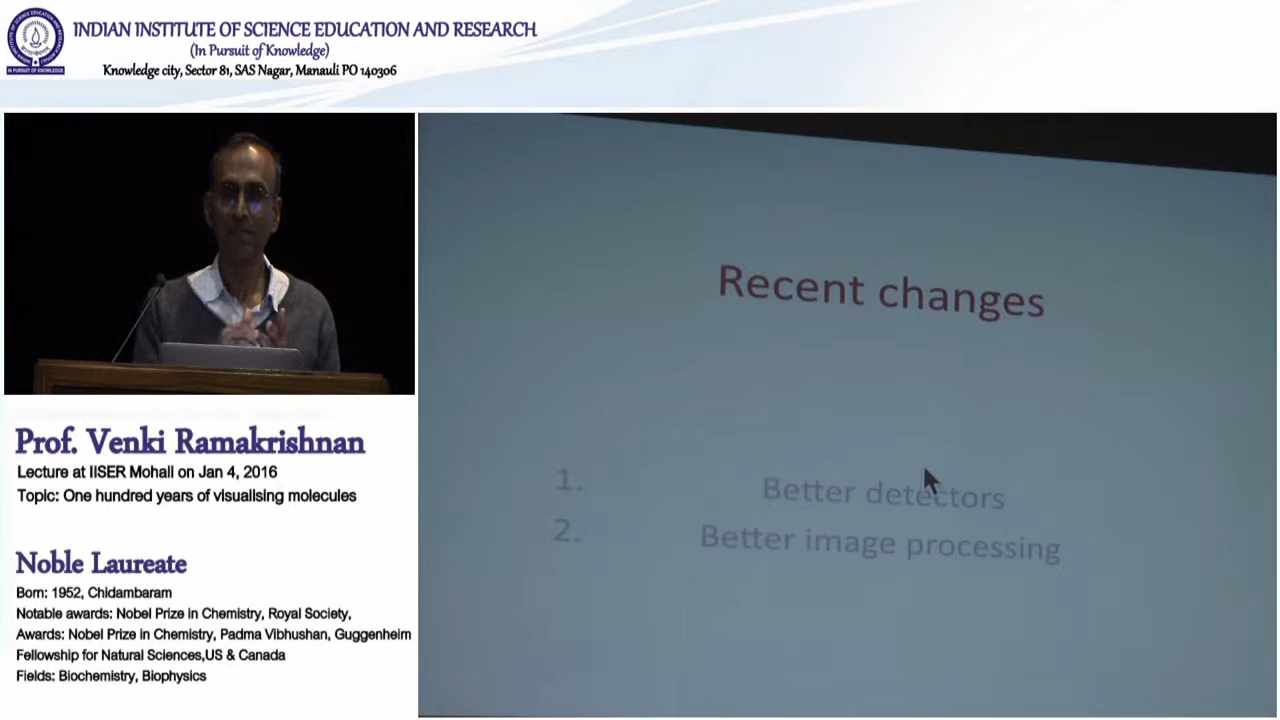 INDIAN INSTITUTE OF SCIENCE EDUCATION AND RESEARCH
(In Pursuit of Knowledge)
Knowledge city, Sector 81, SAS Nagar, Manauli PO 140306
IN PURSUIT OF KNOWLEDGE
Recent changes
1. Better detectors
2. Better image processing
Prof. Venki Ramakrishnan
Lecture at IISER Mohali on Jan 4, 2016
Topic: One hundred years of visualising molecules
Noble Laureate
Born: 1952, Chidambaram
Notable awards: Nobel Prize in Chemistry, Royal Society,
Awards: Nobel Prize in Chemistry, Padma Vibhushan, Guggenheim
Fellowship for Natural Sciences,US & Canada
Fields: Biochemistry, Biophysics